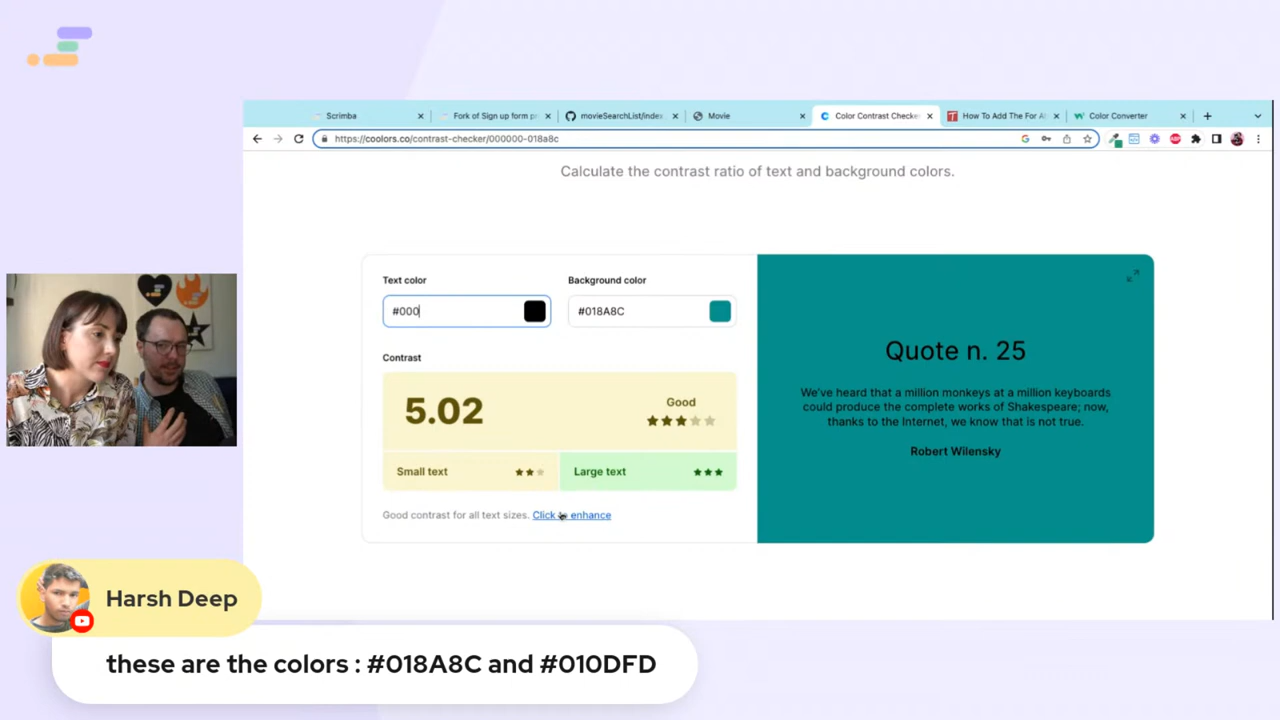 Scrimba
Fork of Sign up form pr
movieSearchList/index
Movie
Color Contrast Checker
How To Add The For At
Color Converter
https://coolors.co/contrast-checker/000000-018a8c
Calculate the contrast ratio of text and background colors.
Text color
Background color
#000
#018A8C
Contrast
5.02
Good
Small text
Large text
Good contrast for all text sizes. Click to enhance
Quote n. 25
We've heard that a million monkeys at a million keyboards
could produce the complete works of Shakespeare; now,
thanks to the Internet, we know that is not true.
Robert Wilensky
Harsh Deep
these are the colors : #018A8C and #010DFD